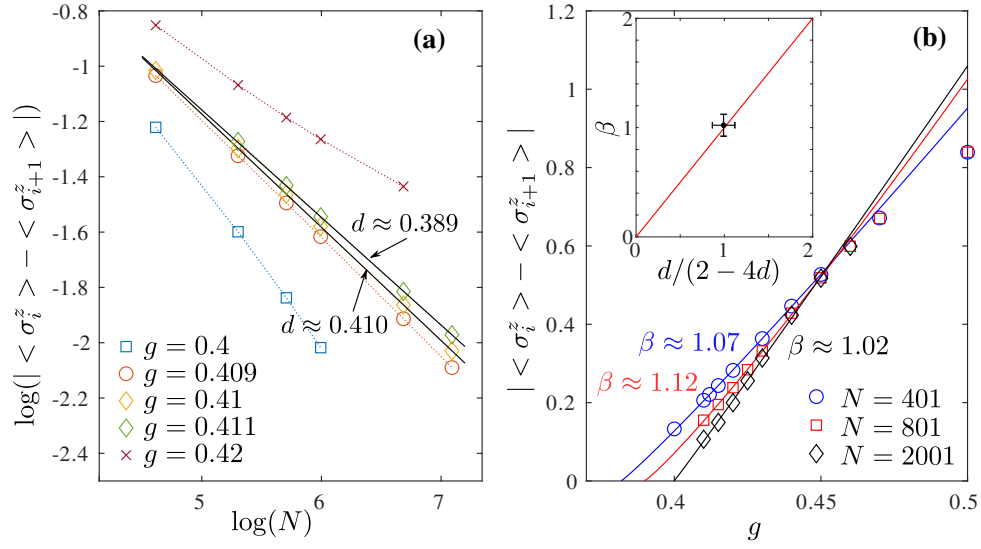 (a)
log(| < σ_i^z > − < σ_{i+1}^z > |)
-0.8
-1
-1.2
-1.4
-1.6
-1.8
-2
-2.2
-2.4
d ≈ 0.389
d ≈ 0.410
g = 0.4
g = 0.409
g = 0.41
g = 0.411
g = 0.42
5
6
7
log(N)
(b)
| < σ_i^z > − < σ_{i+1}^z > |
1.2
1
0.8
0.6
0.4
0.2
0
β
2
1
0
0
1
2
d/(2 − 4d)
β ≈ 1.07
β ≈ 1.02
β ≈ 1.12
N = 401
N = 801
N = 2001
0.4
0.45
0.5
g